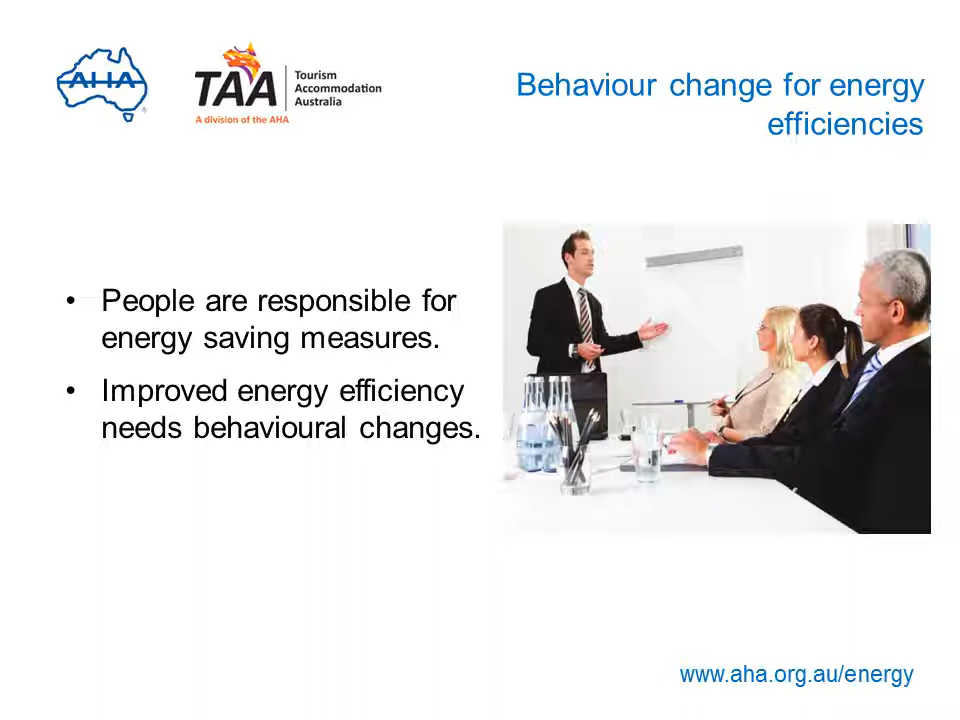 AHA
®
TAA
Tourism
Accommodation
Australia
A division of the AHA
Behaviour change for energy
efficiencies
• People are responsible for
energy saving measures.
• Improved energy efficiency
needs behavioural changes.
www.aha.org.au/energy